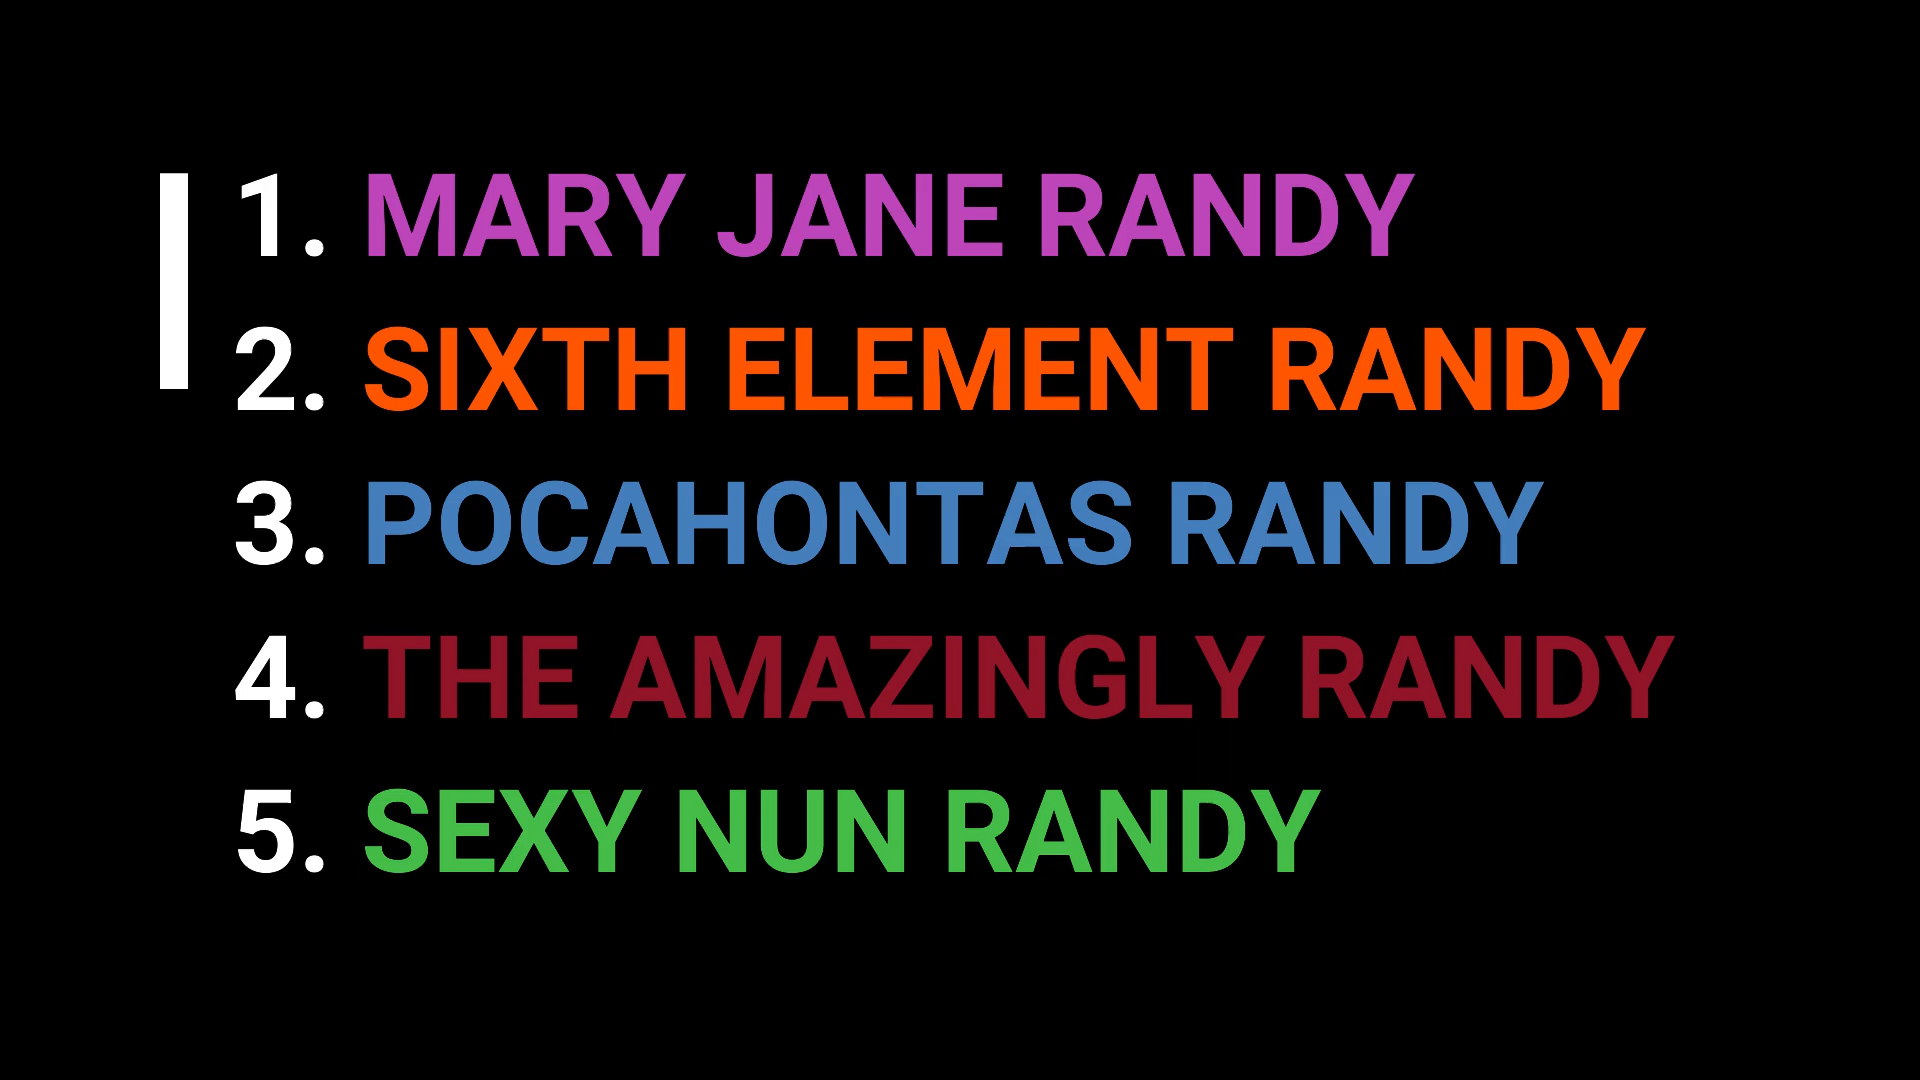 1. MARY JANE RANDY
2. SIXTH ELEMENT RANDY
3. POCAHONTAS RANDY
4. THE AMAZINGLY RANDY
5. SEXY NUN RANDY